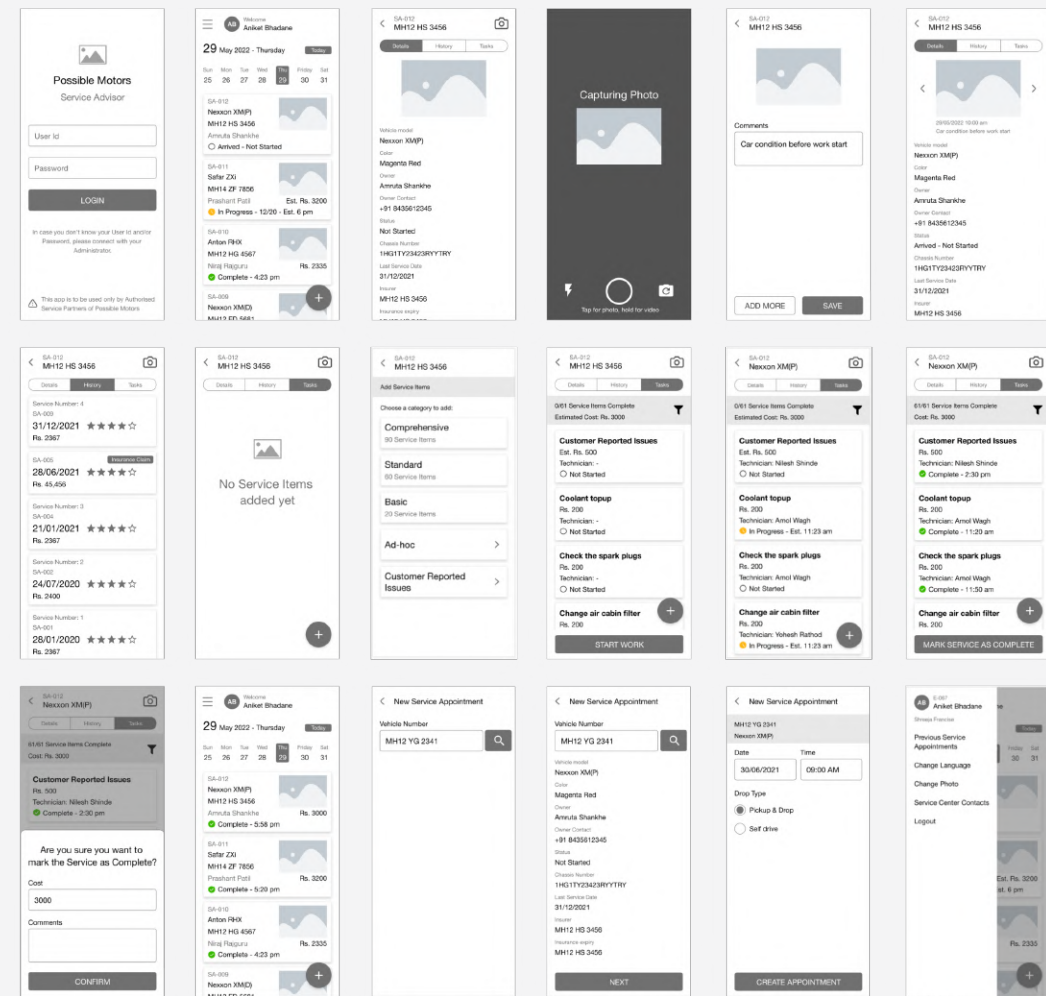 Possible Motors
Service Advisor
User Id
Password
LOGIN
In case you don't know your User Id and/or
Password, please connect with your
Administrator.
This app is to be used only by Authorised
Service Partners of Possible Motors
AB
Welcome
Aniket Bhadane
29 May 2022 - Thursday
Today
Sun Mon Tue Wed Thu Friday Sat
25 26 27 28 29 30 31
SA-012
Nexxon XM(P)
MH12 HS 3456
Amruta Shankhe
Arrived - Not Started
SA-011
Safar ZXi
MH14 ZF 7856
Prashant Patil
Est. Rs. 3200
In Progress - 12/20 - Est. 6 pm
SA-010
Anton RHX
MH12 HG 4567
Niraj Rajguru
Rs. 2335
Complete - 4:23 pm
SA-009
Nexxon XM(D)
+
SA-012
MH12 HS 3456
Details History Tasks
Vehicle model
Nexxon XM(P)
Color
Magenta Red
Owner
Amruta Shankhe
Owner Contact
+91 8435612345
Status
Not Started
Chassis Number
1HG1TY23423RYYTRY
Last Service Date
31/12/2021
Insurer
MH12 HS 3456
Insurance expiry
Capturing Photo
Tap for photo, hold for video
SA-012
MH12 HS 3456
Comments
Car condition before work start
ADD MORE
SAVE
SA-012
MH12 HS 3456
Details History Tasks
29/05/2022 10:00 am
Car condition before work start
Vehicle model
Nexxon XM(P)
Color
Magenta Red
Owner
Amruta Shankhe
Owner Contact
+91 8435612345
Status
Arrived - Not Started
Chassis Number
1HG1TY23423RYYTRY
Last Service Date
31/12/2021
Insurer
MH12 HS 3456
SA-012
MH12 HS 3456
Details History Tasks
Service Number: 4
SA-009
31/12/2021
Rs. 2367
SA-005
Insurance Claim
28/06/2021
Rs. 45,456
Service Number: 3
SA-004
21/01/2021
Rs. 2367
Service Number: 2
SA-002
24/07/2020
Rs. 2400
Service Number: 1
SA-001
28/01/2020
Rs. 2367
SA-012
MH12 HS 3456
Details History Tasks
No Service Items
added yet
+
SA-012
MH12 HS 3456
Add Service Items
Choose a category to add:
Comprehensive
90 Service Items
Standard
60 Service Items
Basic
20 Service Items
Ad-hoc
Customer Reported
Issues
SA-012
MH12 HS 3456
Details History Tasks
0/61 Service Items Complete
Estimated Cost: Rs. 3000
Customer Reported Issues
Est. Rs. 500
Technician: -
Not Started
Coolant topup
Rs. 200
Technician: -
Not Started
Check the spark plugs
Rs. 200
Technician: -
Not Started
Change air cabin filter
Rs. 200
+
START WORK
SA-012
Nexxon XM(P)
Details History Tasks
0/61 Service Items Complete
Estimated Cost: Rs. 3000
Customer Reported Issues
Est. Rs. 500
Technician: Nilesh Shinde
Not Started
Coolant topup
Rs. 200
Technician: Amol Wagh
In Progress - Est. 11:23 am
Check the spark plugs
Rs. 200
Technician: Amol Wagh
Not Started
Change air cabin filter
Rs. 200
Technician: Yohesh Rathod
In Progress - Est. 11:23 am
+
SA-012
Nexxon XM(P)
Details History Tasks
61/61 Service Items Complete
Cost: Rs. 3000
Customer Reported Issues
Rs. 500
Technician: Nilesh Shinde
Complete - 2:30 pm
Coolant topup
Rs. 200
Technician: Amol Wagh
Complete - 11:20 am
Check the spark plugs
Rs. 200
Technician: Amol Wagh
Complete - 11:50 am
Change air cabin filter
Rs. 200
+
MARK SERVICE AS COMPLETE
SA-012
Nexxon XM(P)
Details History Tasks
61/61 Service Items Complete
Cost: Rs. 3000
Customer Reported Issues
Rs. 500
Technician: Nilesh Shinde
Complete - 2:30 pm
Are you sure you want to
mark the Service as Complete?
Cost
3000
Comments
CONFIRM
AB
Welcome
Aniket Bhadane
29 May 2022 - Thursday
Today
Sun Mon Tue Wed Thu Friday Sat
25 26 27 28 29 30 31
SA-012
Nexxon XM(P)
MH12 HS 3456
Amruta Shankhe
Rs. 3000
Complete - 5:58 pm
SA-011
Safar ZXi
MH14 ZF 7856
Prashant Patil
Rs. 3200
Complete - 5:29 pm
SA-010
Anton RHX
MH12 HG 4567
Niraj Rajguru
Rs. 2335
Complete - 4:23 pm
SA-009
Nexxon XM(D)
+
New Service Appointment
Vehicle Number
MH12 YG 2341
New Service Appointment
Vehicle Number
MH12 YG 2341
Vehicle model
Nexxon XM(P)
Color
Magenta Red
Owner
Amruta Shankhe
Owner Contact
+91 8435612345
Status
Not Started
Chassis Number
1HG1TY23423RYYTRY
Last Service Date
31/12/2021
Insurer
MH12 HS 3456
Insurance expiry
MH12 HS 3456
NEXT
New Service Appointment
MH12 YG 2341
Nexxon XM(P)
Date
Time
30/06/2021
09:00 AM
Drop Type
Pickup & Drop
Self drive
CREATE APPOINTMENT
AB
E-067
Aniket Bhadane
Previous Service
Appointments
Change Language
Change Photo
Service Center Contacts
Logout
Today
Friday Sat
30 31
Est. Rs. 3200
Est. 6 pm
Rs. 2335
+